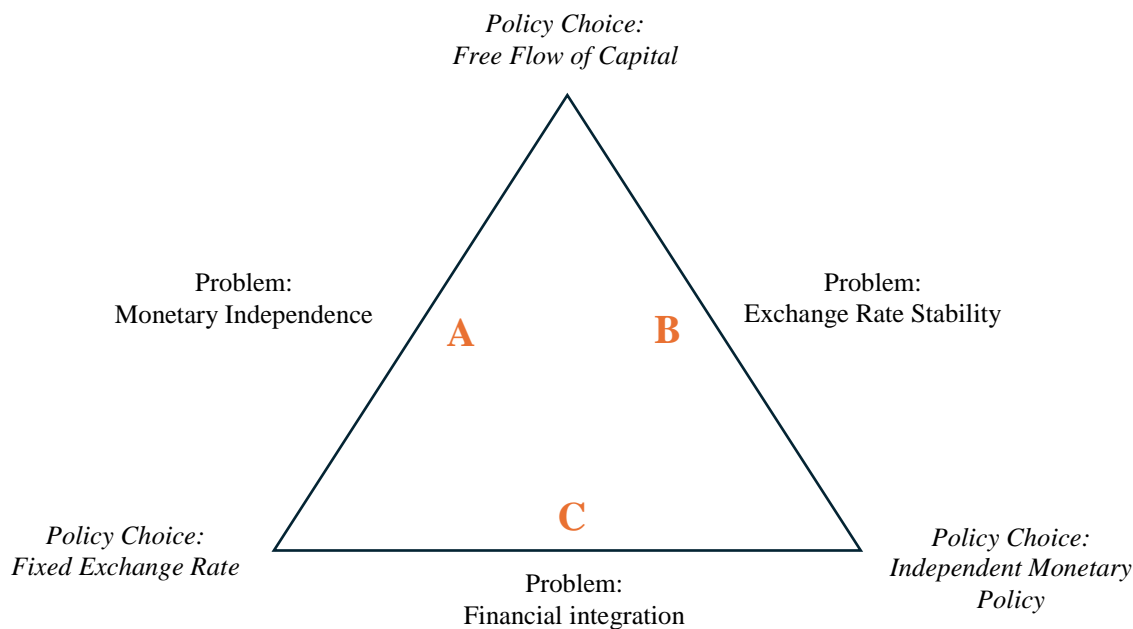 Policy Choice:
Free Flow of Capital
Problem:
Monetary Independence
Problem:
Exchange Rate Stability
A
B
C
Policy Choice:
Fixed Exchange Rate
Policy Choice:
Independent Monetary
Policy
Problem:
Financial integration